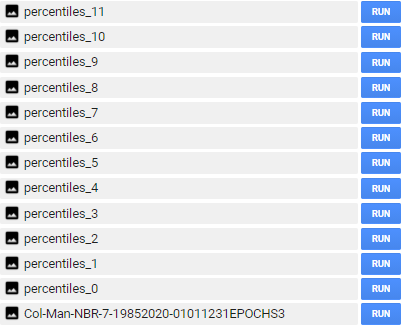 percentiles_11 RUN
percentiles_10 RUN
percentiles_9 RUN
percentiles_8 RUN
percentiles_7 RUN
percentiles_6 RUN
percentiles_5 RUN
percentiles_4 RUN
percentiles_3 RUN
percentiles_2 RUN
percentiles_1 RUN
percentiles_0 RUN
Col-Man-NBR-7-19852020-01011231EPOCHS3 RUN